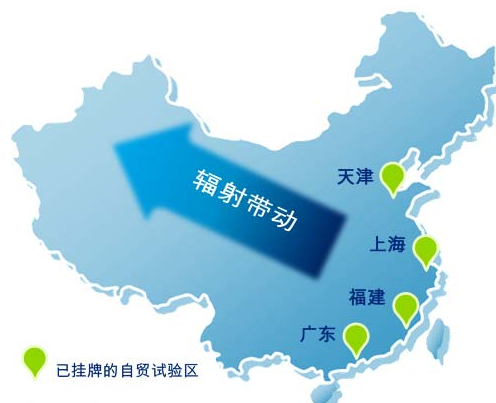 辐射带动
天津
上海
福建
广东
已挂牌的自贸试验区